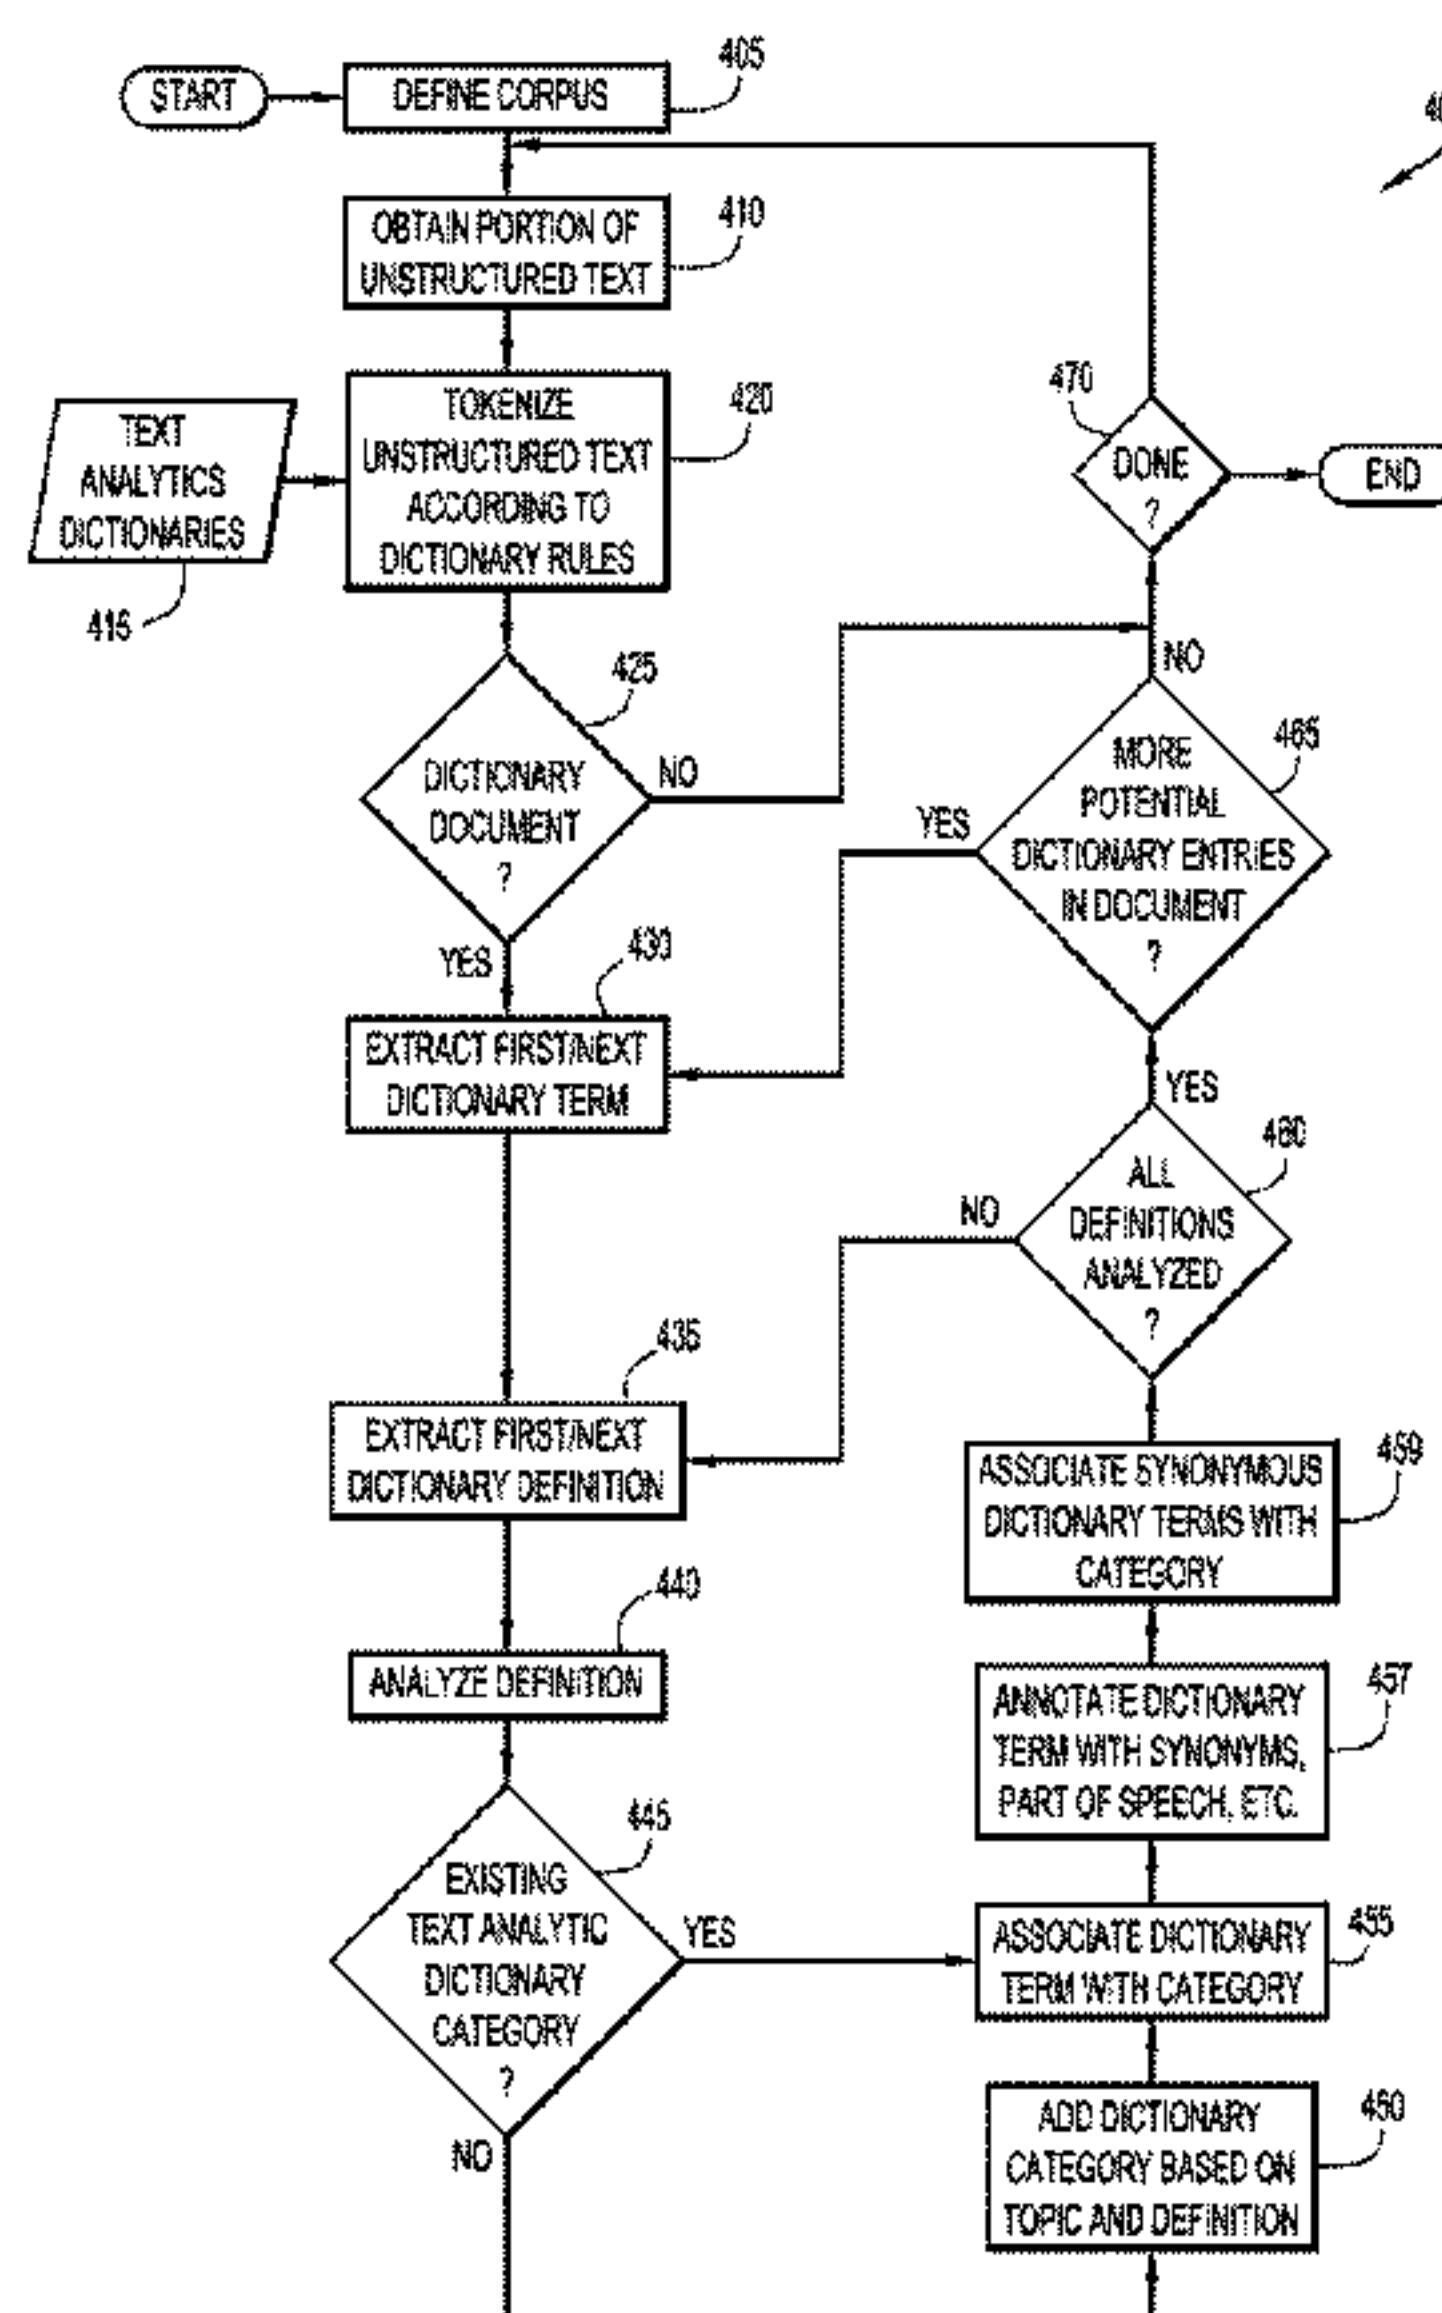 START
DEFINE CORPUS
405
OBTAIN PORTION OF
UNSTRUCTURED TEXT
410
TEXT
ANALYTICS
DICTIONARIES
415
TOKENIZE
UNSTRUCTURED TEXT
ACCORDING TO
DICTIONARY RULES
420
470
DONE
?
END
425
DICTIONARY
DOCUMENT
?
NO
YES
NO
465
MORE
POTENTIAL
DICTIONARY ENTRIES
IN DOCUMENT
?
YES
YES
430
EXTRACT FIRST/NEXT
DICTIONARY TERM
460
ALL
DEFINITIONS
ANALYZED
?
NO
435
EXTRACT FIRST/NEXT
DICTIONARY DEFINITION
459
ASSOCIATE SYNONYMOUS
DICTIONARY TERMS WITH
CATEGORY
440
ANALYZE DEFINITION
457
ANNOTATE DICTIONARY
TERM WITH SYNONYMS,
PART OF SPEECH, ETC.
445
EXISTING
TEXT ANALYTIC
DICTIONARY
CATEGORY
?
YES
NO
455
ASSOCIATE DICTIONARY
TERM WITH CATEGORY
450
ADD DICTIONARY
CATEGORY BASED ON
TOPIC AND DEFINITION